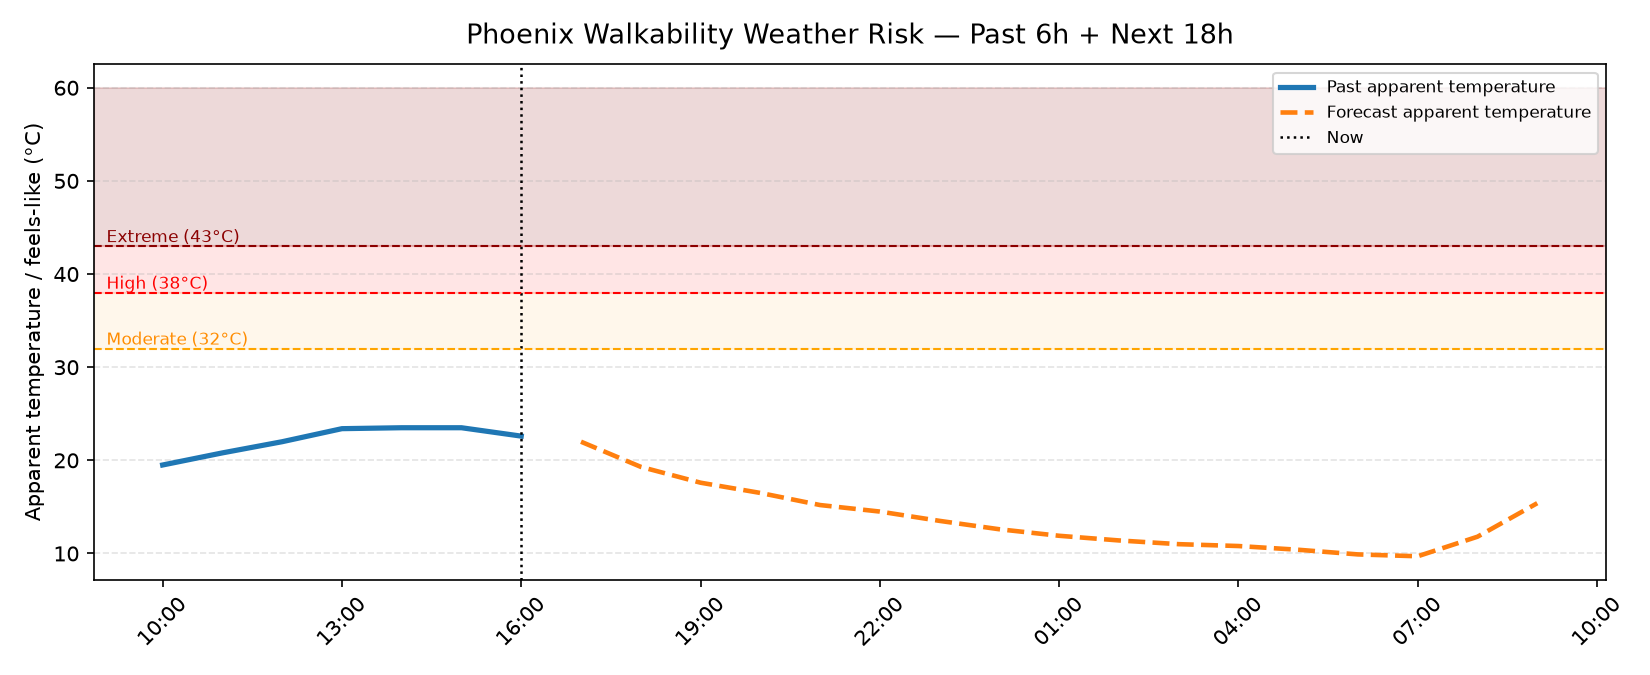 Phoenix Walkability Weather Risk — Past 6h + Next 18h
Apparent temperature / feels-like (°C)
60
50
40
30
20
10
Extreme (43°C)
High (38°C)
Moderate (32°C)
Past apparent temperature
Forecast apparent temperature
Now
10:00
13:00
16:00
19:00
22:00
01:00
04:00
07:00
10:00